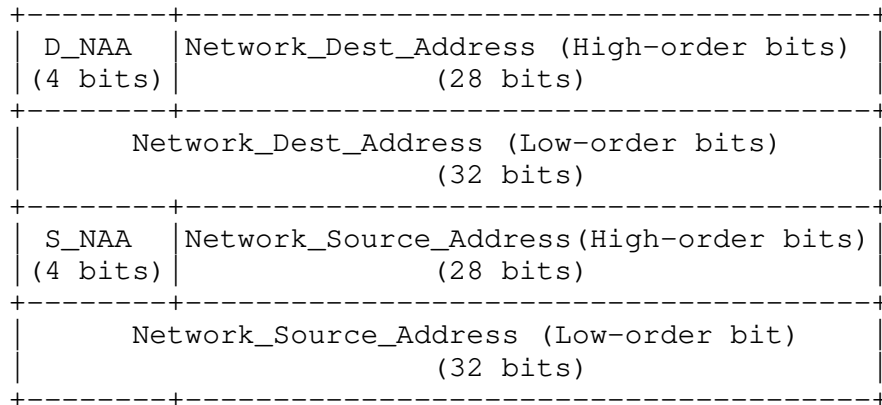 D_NAA Network_Dest_Address (High-order bits)
(4 bits) (28 bits)
Network_Dest_Address (Low-order bits)
(32 bits)
S_NAA Network_Source_Address(High-order bits)
(4 bits) (28 bits)
Network_Source_Address (Low-order bit)
(32 bits)